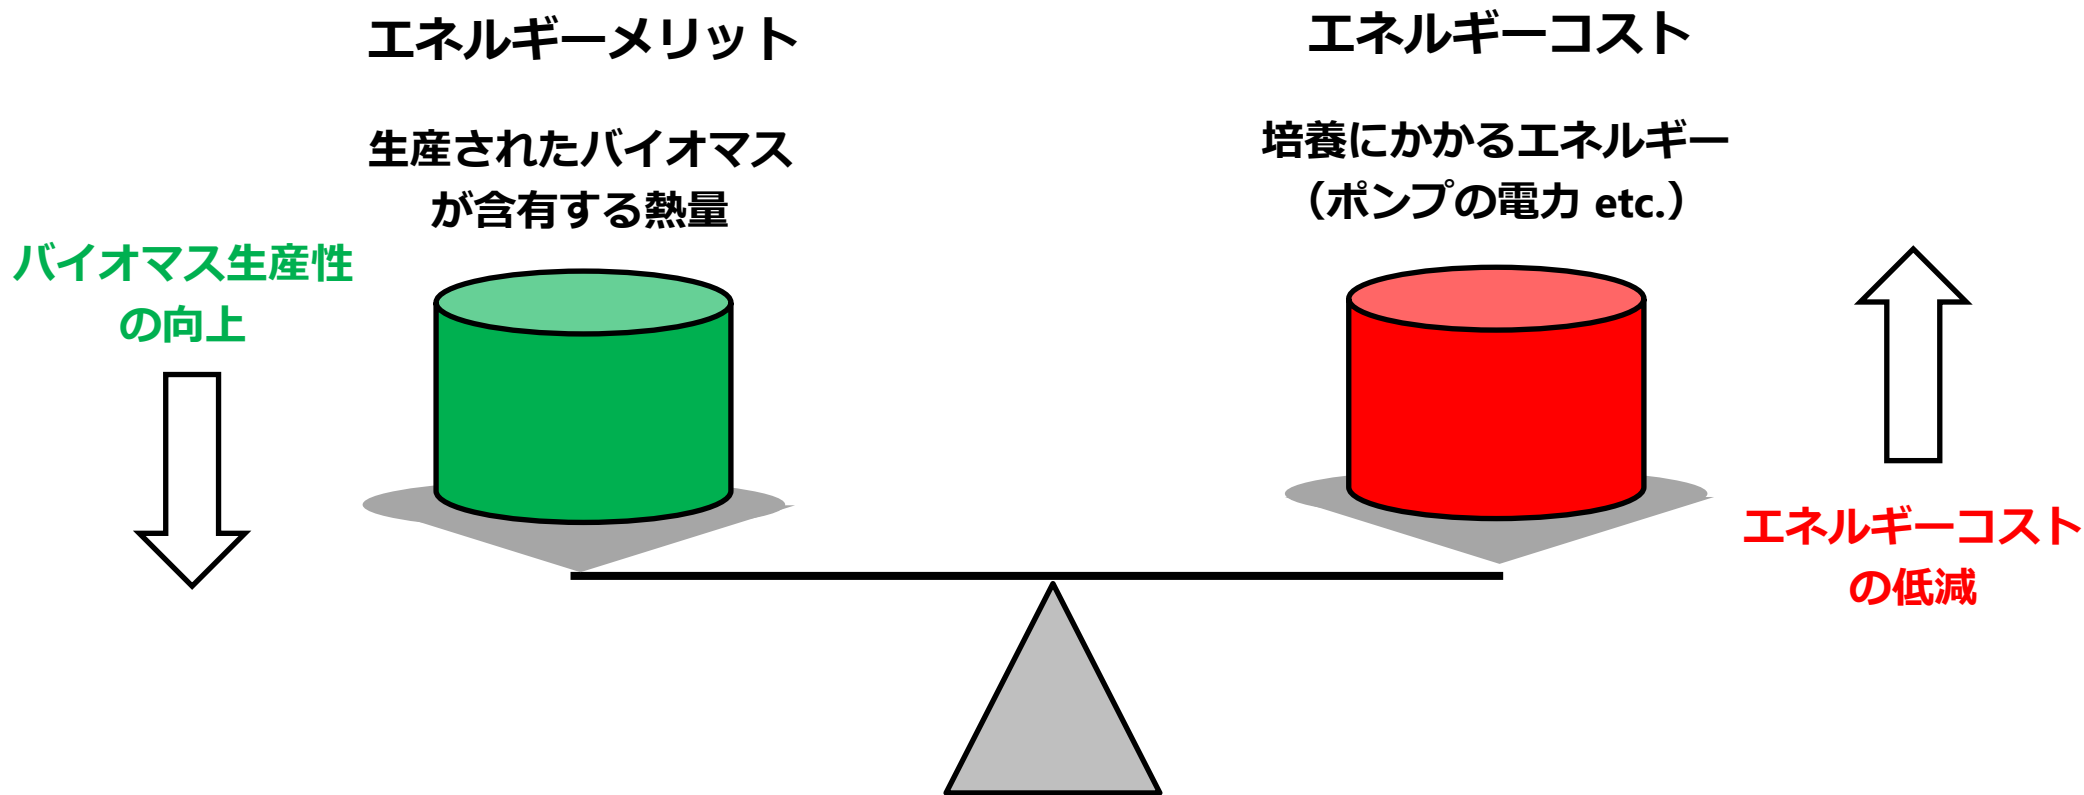 エネルギーメリット
生産されたバイオマス
が含有する熱量
バイオマス生産性
の向上
エネルギーコスト
培養にかかるエネルギー
（ポンプの電力 etc.）
エネルギーコスト
の低減